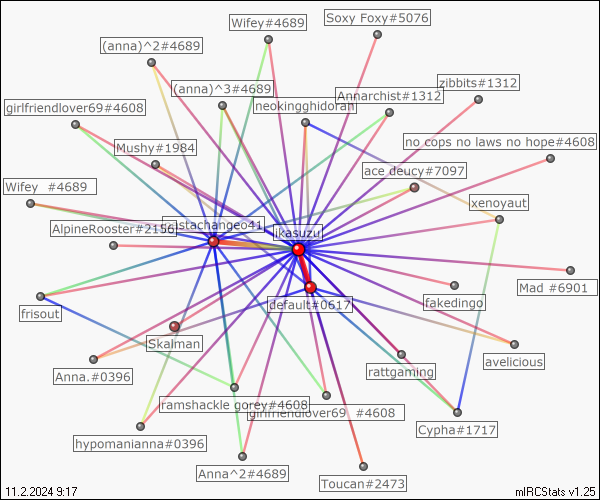 Soxy Foxy#5076
Wifey#4689
(anna)^2#4689
zibbits#1312
(anna)^3#4689
Annarchist#1312
neokingghidorah
girlfriendlover69#4608
no cops no laws no hope#4608
Mushy#1984
ace.deucy#7097
Wifey #4689
xenoyaut
AlpineRooster#2156
istachangeo41
ikasuzu
Mad #6901
fakedingo
default#0617
frisout
Skalman
avelicious
rattgaming
Anna.#0396
ramshackle gorey#4608
girlfriendlover69 #4608
Cypha#1717
hypomanianna#0396
Anna^2#4689
Toucan#2473
11.2.2024 9:17
mIRCStats v1.25